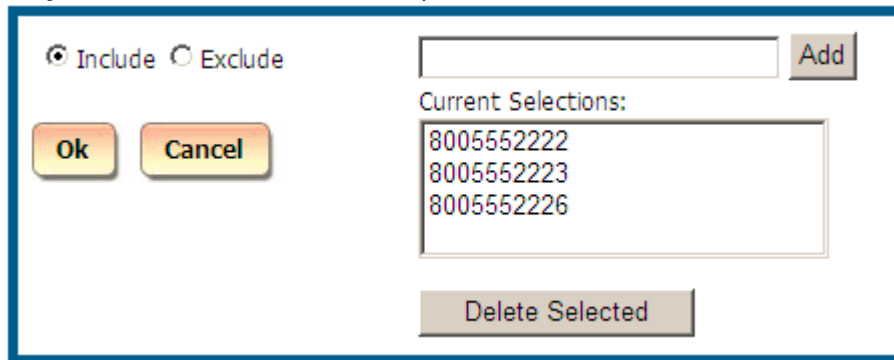 Include Exclude
Add
Current Selections:
Ok Cancel
8005552222
8005552223
8005552226
Delete Selected